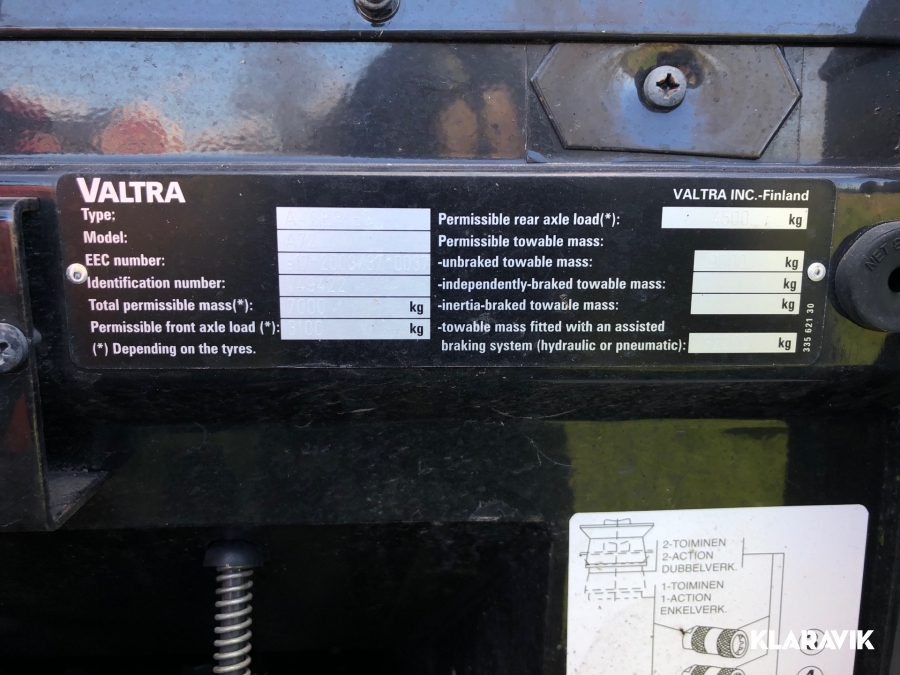 VALTRA
VALTRA INC.-Finland
Type:
Model:
EEC number:
Identification number:
Total permissible mass(*): kg
Permissible front axle load (*): kg
(*) Depending on the tyres.
Permissible rear axle load(*): kg
Permissible towable mass:
-unbraked towable mass: kg
-independently-braked towable mass: kg
-inertia-braked towable mass: kg
-towable mass fitted with an assisted
braking system (hydraulic or pneumatic): kg
335 621 30
2-TOIMINEN
2-ACTION
DUBBELVERK.
1-TOIMINEN
1-ACTION
ENKELVERK.
KLARAVIK